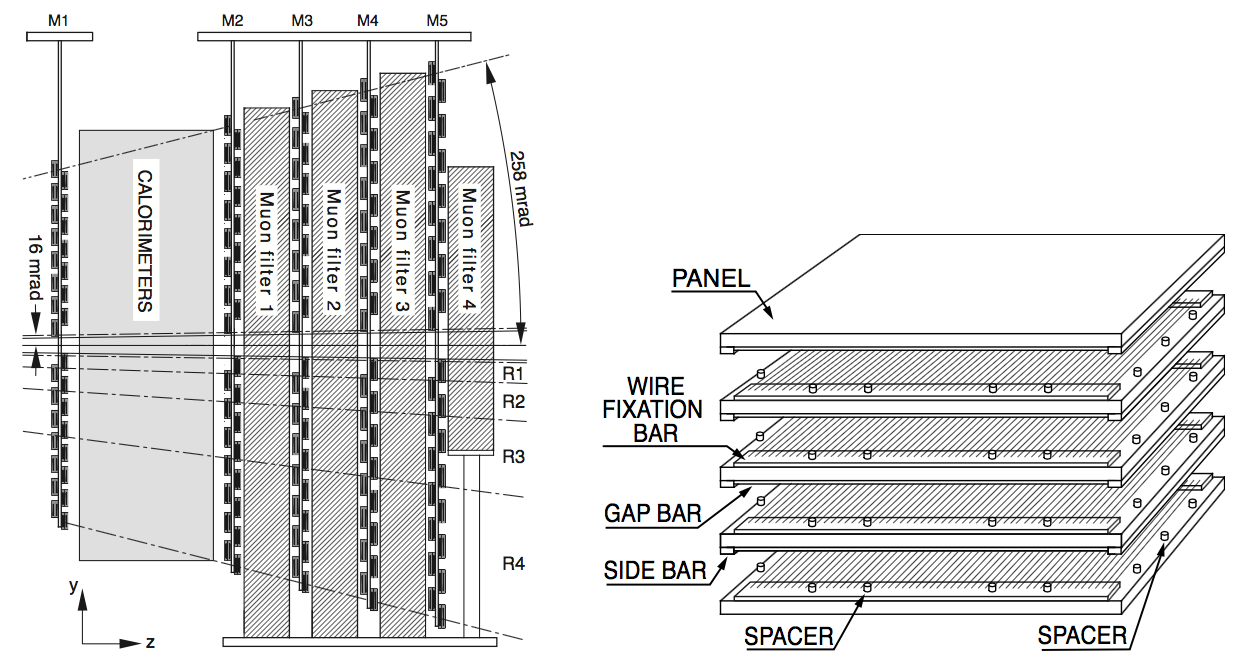 M1
M2
M3
M4
M5
CALORIMETERS
Muon filter 1
Muon filter 2
Muon filter 3
Muon filter 4
258 mrad
16 mrad
R1
R2
R3
R4
y
z
PANEL
WIRE
FIXATION
BAR
GAP BAR
SIDE BAR
SPACER
SPACER